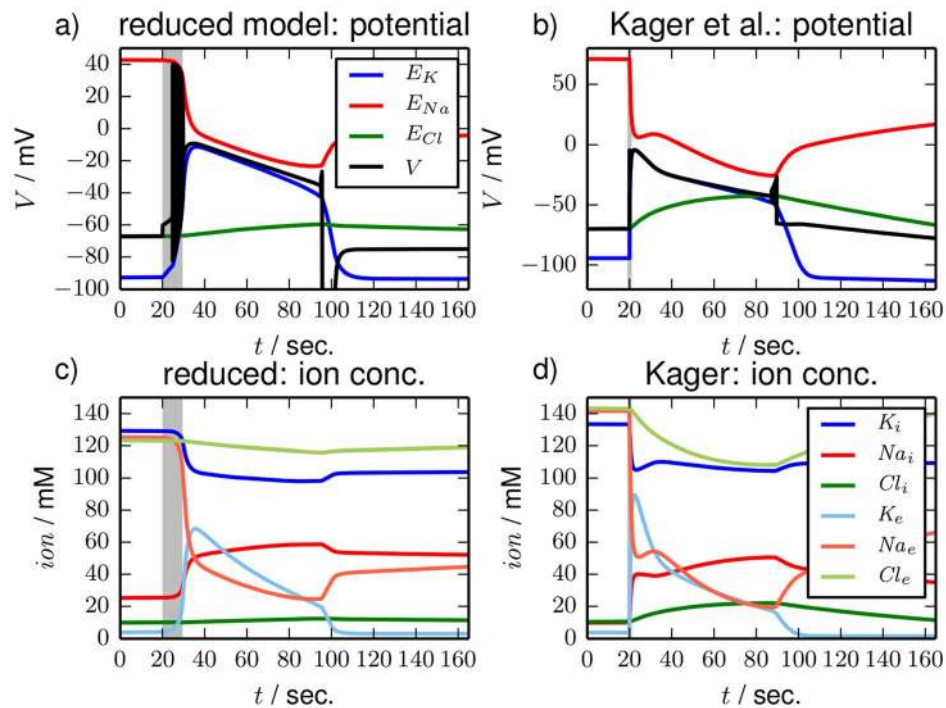 a) reduced model: potential
40
20
0
−20
−40
−60
−80
−100
V / mV
E_K
E_Na
E_Cl
V
0 20 40 60 80 100 120 140 160
t / sec.
b) Kager et al.: potential
50
0
−50
−100
V / mV
0 20 40 60 80 100 120 140 160
t / sec.
c) reduced: ion conc.
140
120
100
80
60
40
20
0
ion / mM
0 20 40 60 80 100 120 140 160
t / sec.
d) Kager: ion conc.
140
120
100
80
60
40
20
0
ion / mM
K_i
Na_i
Cl_i
K_e
Na_e
Cl_e
0 20 40 60 80 100 120 140 160
t / sec.